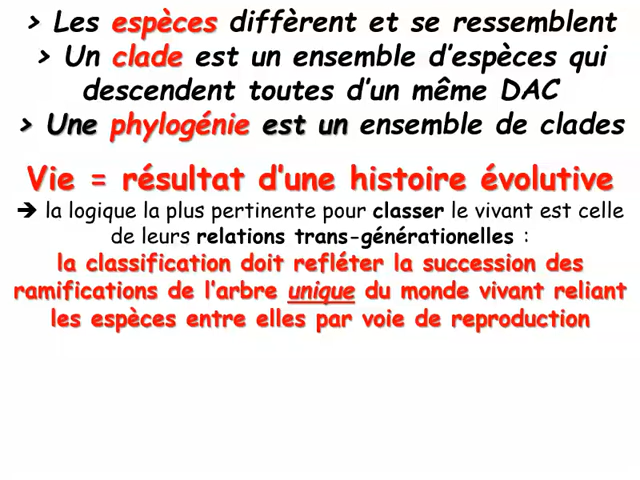 > Les espèces diffèrent et se ressemblent
> Un clade est un ensemble d'espèces qui
descendent toutes d'un même DAC
> Une phylogénie est un ensemble de clades
Vie = résultat d'une histoire évolutive
➔ la logique la plus pertinente pour classer le vivant est celle
de leurs relations trans-générationelles :
la classification doit refléter la succession des
ramifications de l'arbre unique du monde vivant reliant
les espèces entre elles par voie de reproduction